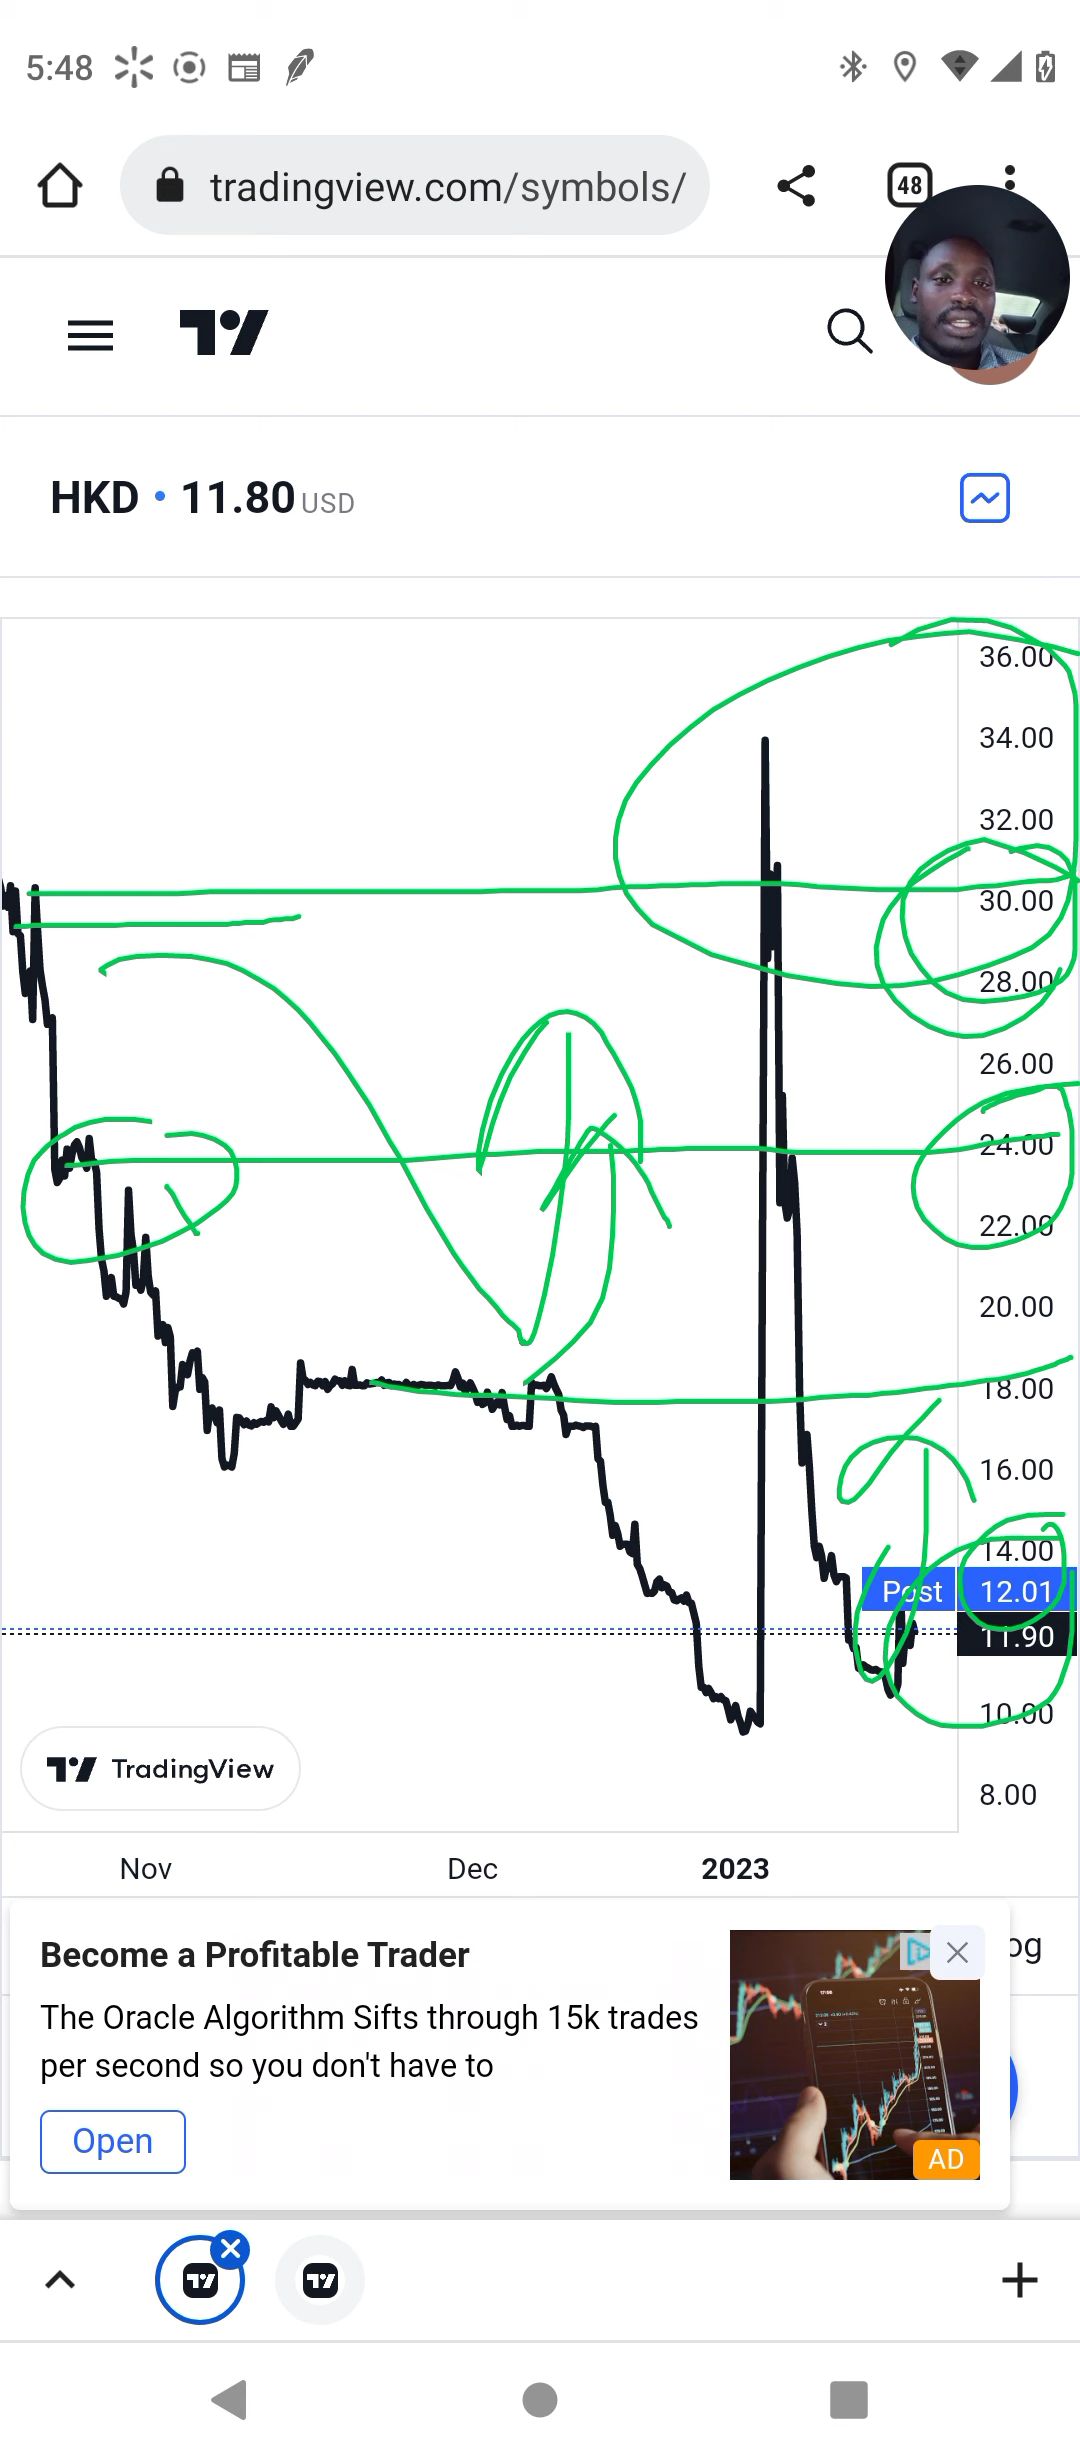 5:48
tradingview.com/symbols/
48
HKD • 11.80 USD
36.00
34.00
32.00
30.00
28.00
26.00
24.00
22.00
20.00
18.00
16.00
14.00
Post 12.01
11.90
10.00
8.00
TradingView
Nov Dec 2023
og
Become a Profitable Trader
The Oracle Algorithm Sifts through 15k trades
per second so you don't have to
Open
AD